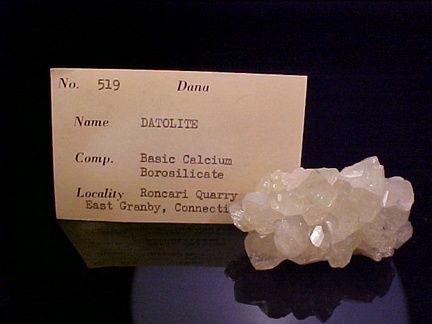 No. 519 Dana
Name DATOLITE
Comp. Basic Calcium
Borosilicate
Locality Roncari Quarry
East Granby, Connecti